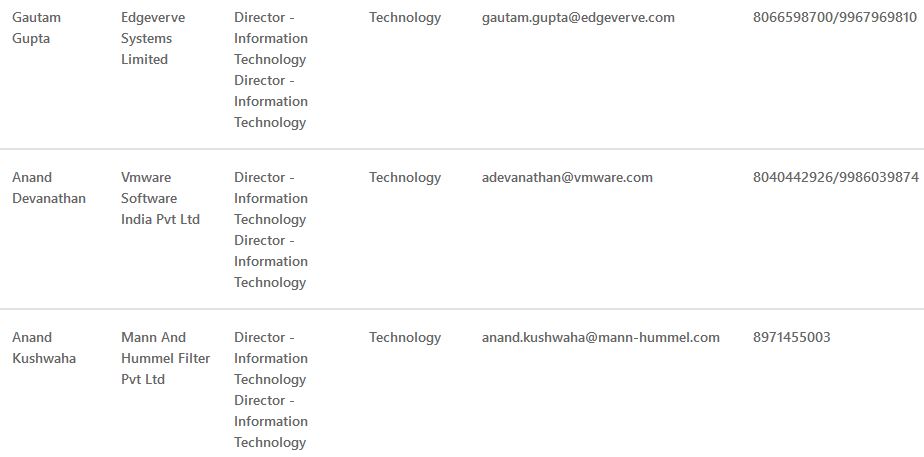 Gautam Gupta
Edgeverve Systems Limited
Director - Information Technology Director - Information Technology
Technology
gautam.gupta@edgeverve.com
8066598700/9967969810
Anand Devanathan
Vmware Software India Pvt Ltd
Director - Information Technology Director - Information Technology
Technology
adevanathan@vmware.com
8040442926/9986039874
Anand Kushwaha
Mann And Hummel Filter Pvt Ltd
Director - Information Technology Director - Information Technology
Technology
anand.kushwaha@mann-hummel.com
8971455003